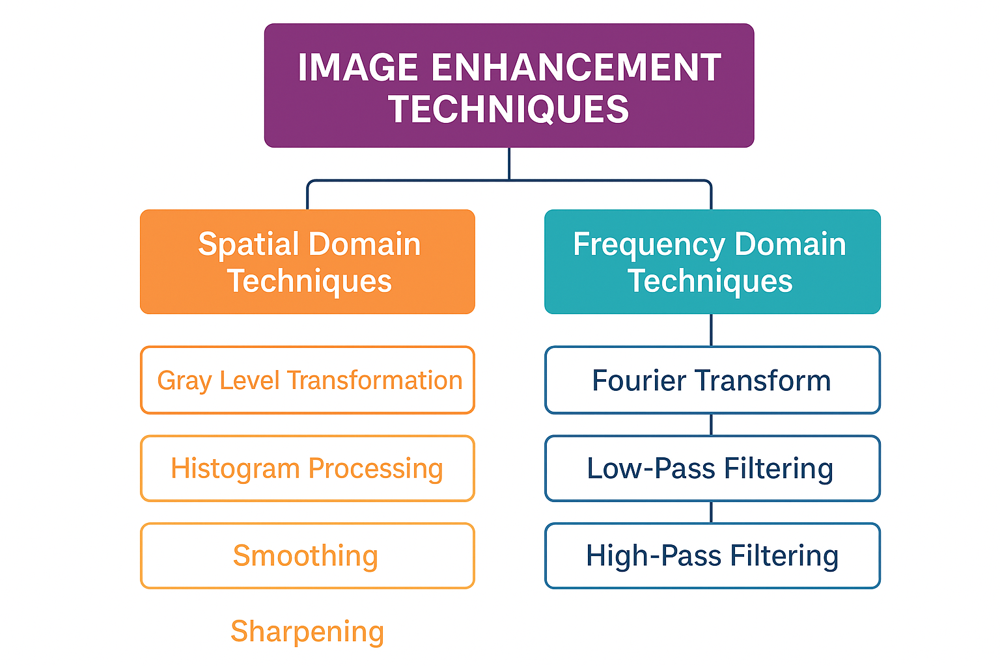 IMAGE ENHANCEMENT
TECHNIQUES
Spatial Domain
Techniques
Gray Level Transformation
Histogram Processing
Smoothing
Sharpening
Frequency Domain
Techniques
Fourier Transform
Low-Pass Filtering
High-Pass Filtering